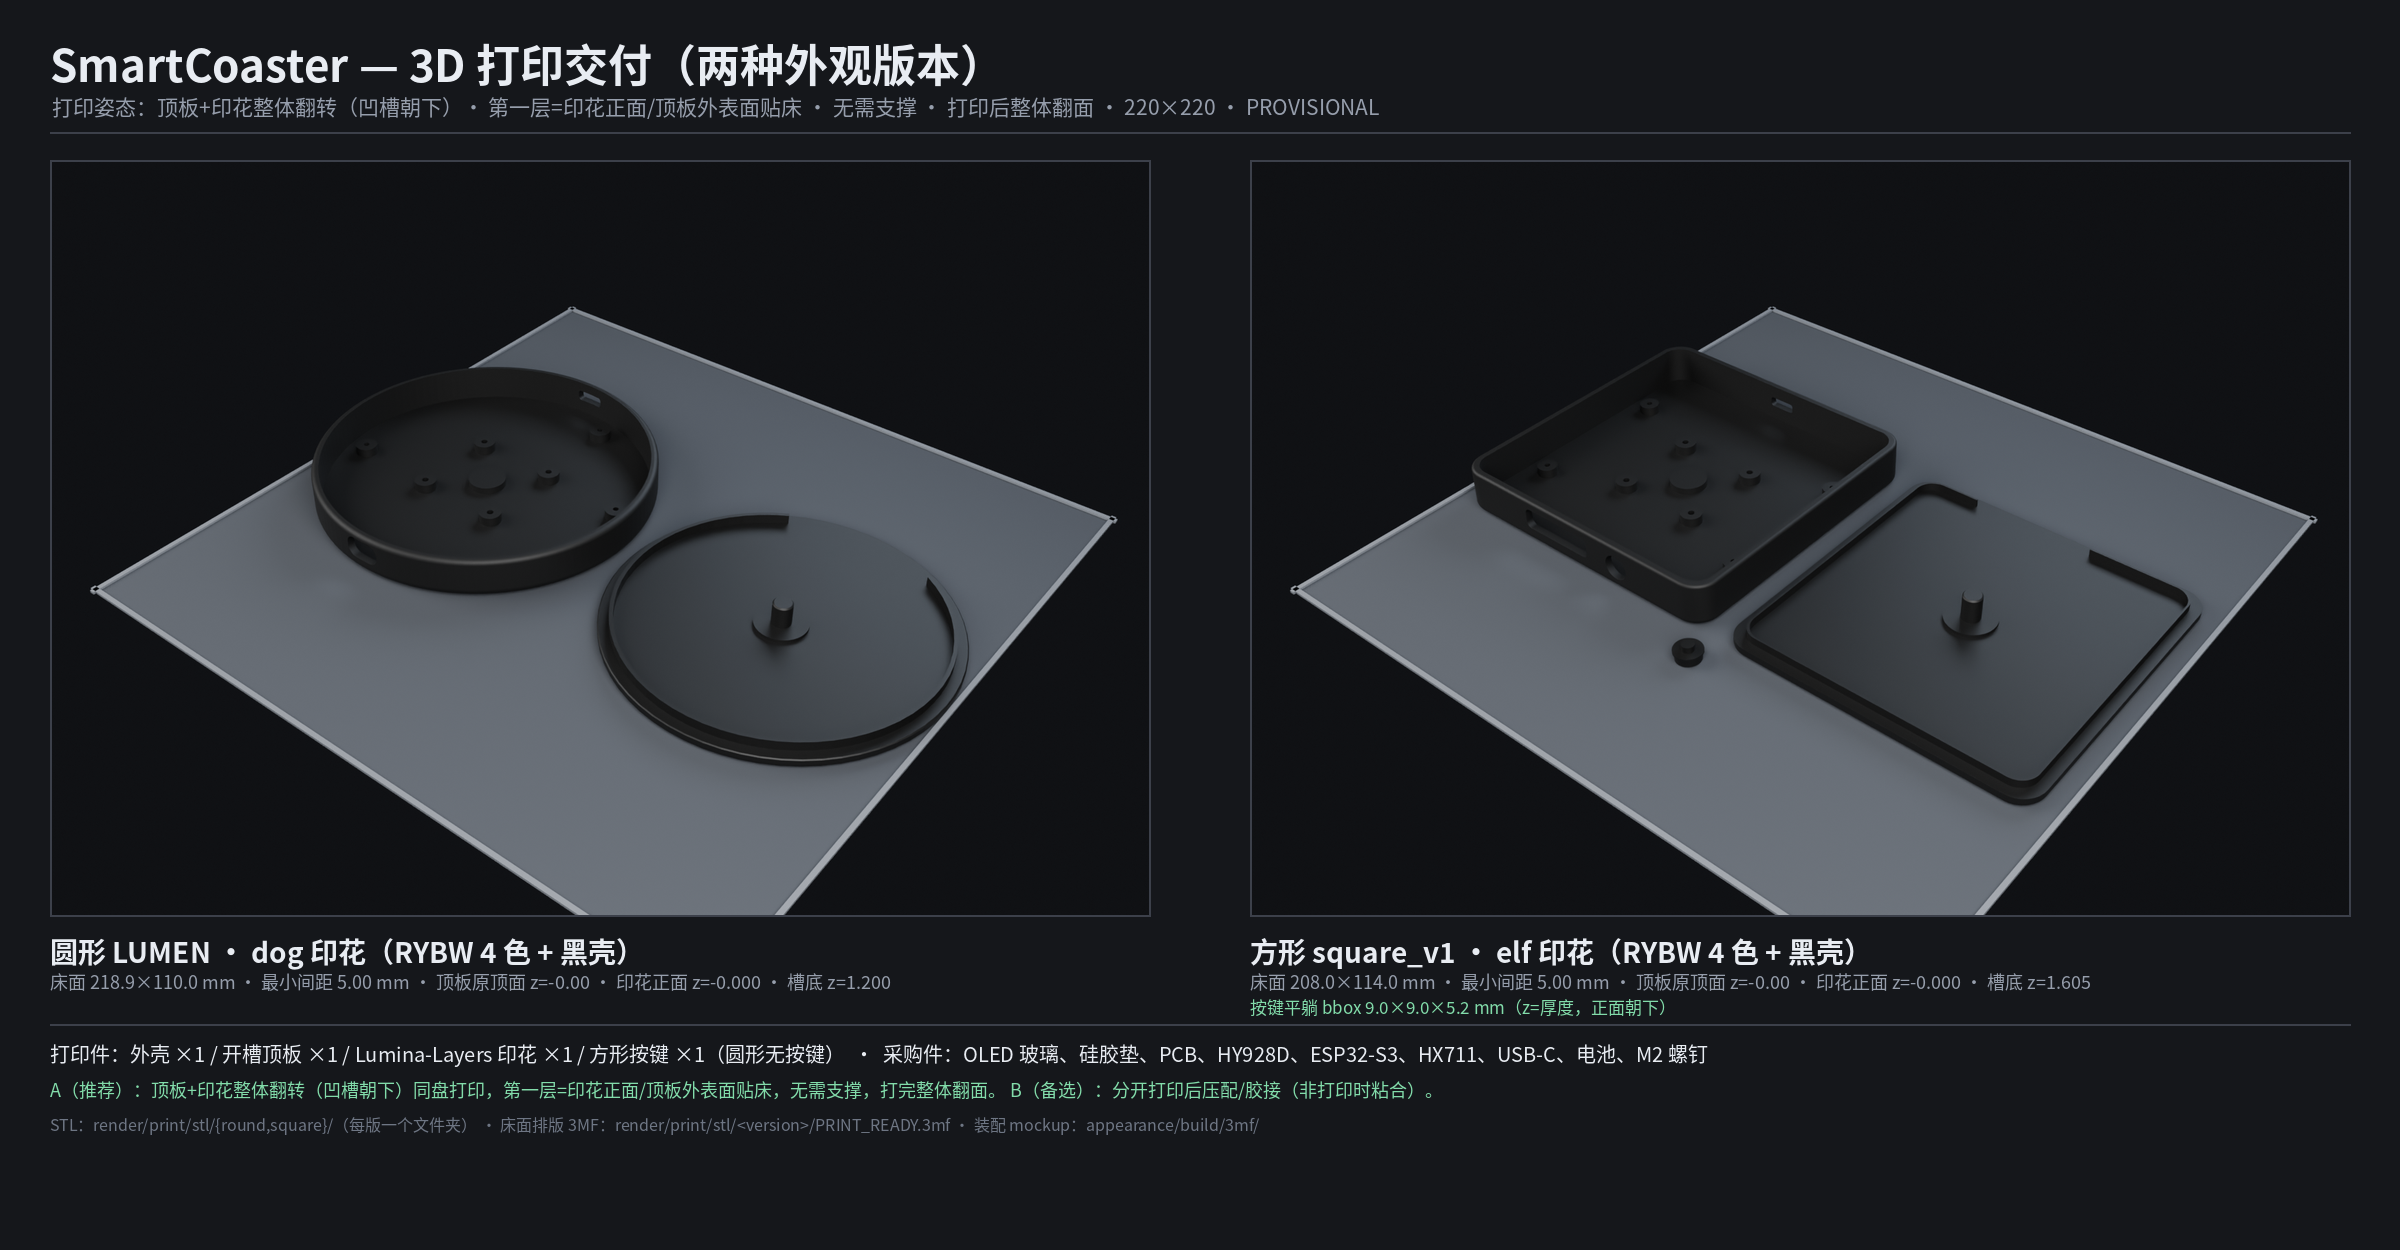 SmartCoaster — 3D 打印交付（两种外观版本）
打印姿态：顶板+印花整体翻转（凹槽朝下） · 第一层=印花正面/顶板外表面贴床 · 无需支撑 · 打印后整体翻面 · 220×220 · PROVISIONAL
圆形 LUMEN · dog 印花（RYBW 4 色 + 黑壳）
床面 218.9×110.0 mm · 最小间距 5.00 mm · 顶板原顶面 z=-0.00 · 印花正面 z=-0.000 · 槽底 z=1.200
方形 square_v1 · elf 印花（RYBW 4 色 + 黑壳）
床面 208.0×114.0 mm · 最小间距 5.00 mm · 顶板原顶面 z=-0.00 · 印花正面 z=-0.000 · 槽底 z=1.605
按键平躺 bbox 9.0×9.0×5.2 mm（z=厚度，正面朝下）
打印件：外壳 ×1 / 开槽顶板 ×1 / Lumina-Layers 印花 ×1 / 方形按键 ×1（圆形无按键） · 采购件：OLED 玻璃、硅胶垫、PCB、HY928D、ESP32-S3、HX711、USB-C、电池、M2 螺钉
A（推荐）：顶板+印花整体翻转（凹槽朝下）同盘打印，第一层=印花正面/顶板外表面贴床，无需支撑，打完整体翻面。 B（备选）：分开打印后压配/胶接（非打印时粘合）。
STL：render/print/stl/{round,square}/（每版一个文件夹） · 床面排版 3MF：render/print/stl/<version>/PRINT_READY.3mf · 装配 mockup：appearance/build/3mf/